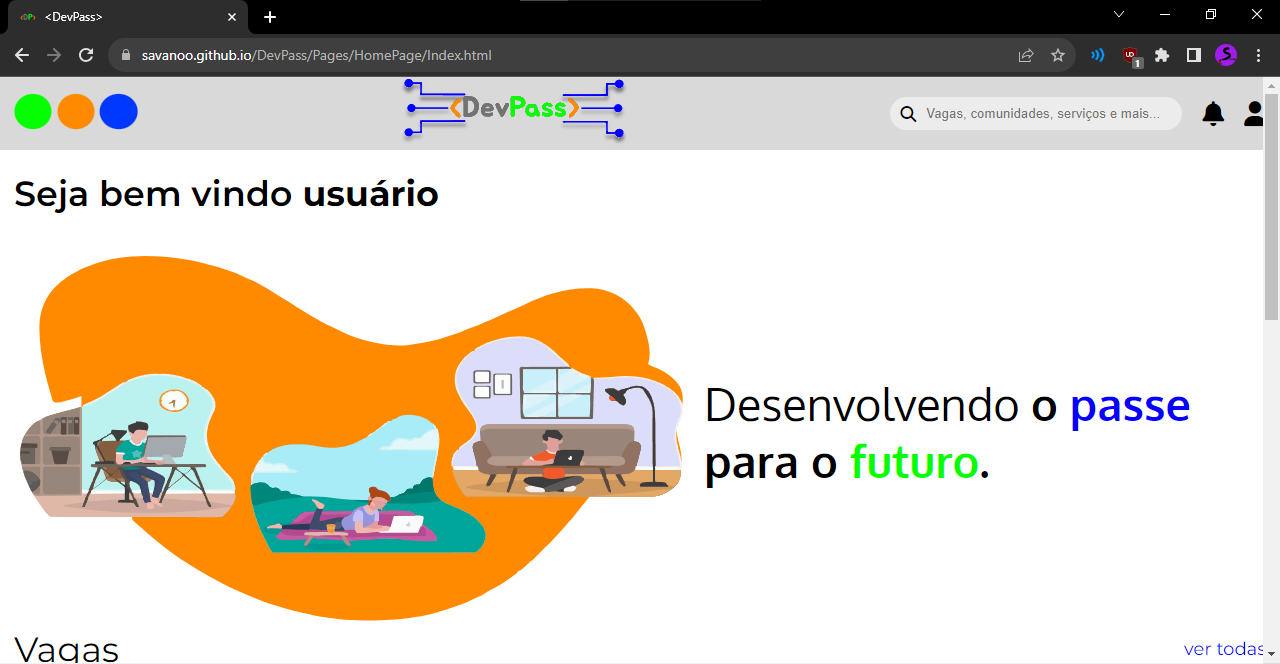 <DevPass>
savanoo.github.io/DevPass/Pages/HomePage/Index.html
1
<DevPass>
Vagas, comunidades, serviços e mais...
Seja bem vindo usuário
Desenvolvendo o passe
para o futuro.
Vagas
ver todas